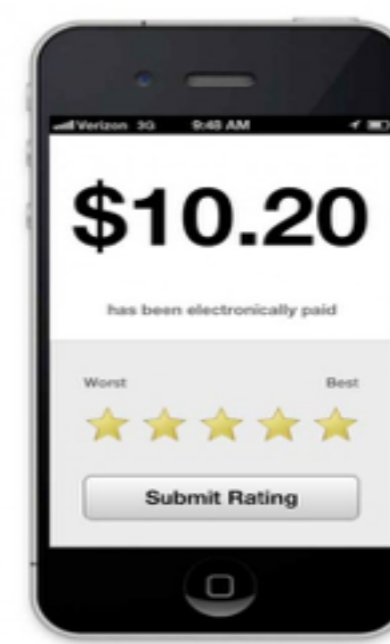 Verizon 3G 9:48 AM
$10.20
has been electronically paid
Worst Best
Submit Rating